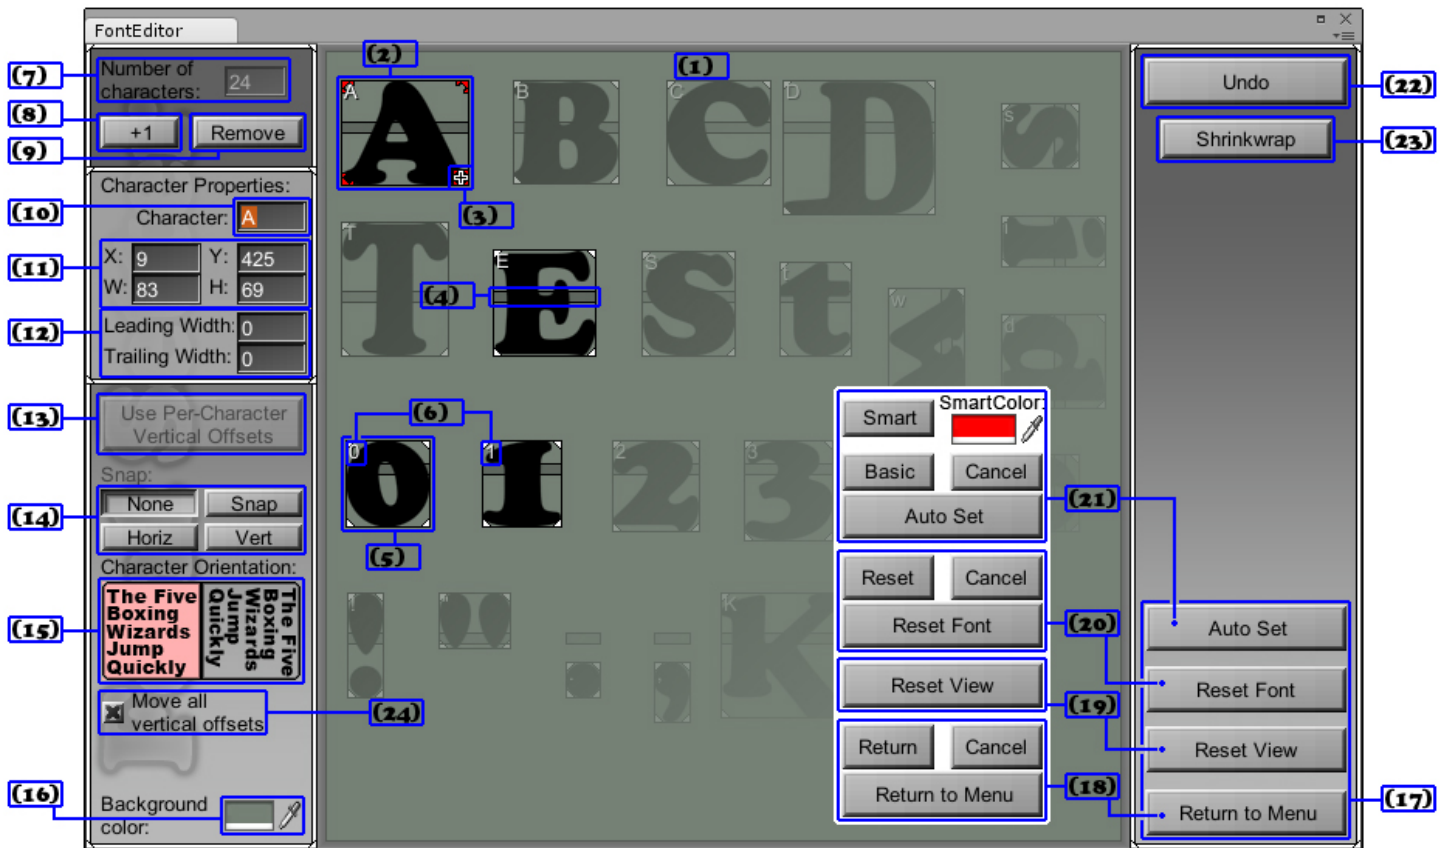 FontEditor
(7)
Number of
characters:
24
(8)
+1
Remove
(9)
Character Properties:
(10)
Character:
A
(11)
X:
9
Y:
425
W:
83
H:
69
(12)
Leading Width:
0
Trailing Width:
0
(13)
Use Per-Character
Vertical Offsets
Snap:
(14)
None
Snap
Horiz
Vert
Character Orientation:
(15)
The Five
Boxing
Wizards
Jump
Quickly
The Five
Boxing
Wizards
Jump
Quickly
Move all
vertical offsets
(24)
(16)
Background
color:
(2)
(1)
A
A
B
B
C
C
D
D
s
S
(3)
T
T
E
E
S
S
t
t
w
d
(4)
(6)
0
0
1
1
2
2
3
3
(5)
!
!
"
:
;
K
K
Smart
SmartColor:
Basic
Cancel
Auto Set
(21)
Reset
Cancel
Reset Font
(20)
Reset View
(19)
Return
Cancel
Return to Menu
(18)
Undo
(22)
Shrinkwrap
(23)
Auto Set
Reset Font
Reset View
Return to Menu
(17)